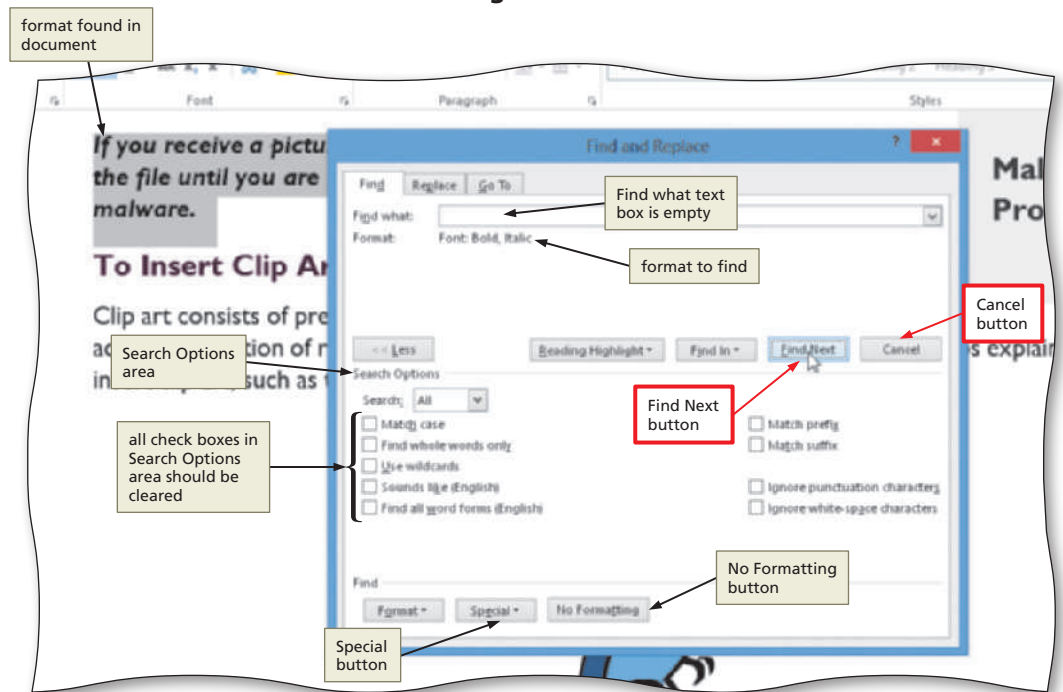 format found in
document
Font
Paragraph
Styles
If you receive a pictu
the file until you are
malware.
To Insert Clip Ar
Clip art consists of pre
Mal
Pro
s explain
Find and Replace
?
Find Replace Go To
Find what:
Find what text
box is empty
Format: Font: Bold, Italic
format to find
Cancel
button
<< Less Reading Highlight Find In Find Next Cancel
Search Options
area
Search Options
Search: All
Find Next
button
all check boxes in
Search Options
area should be
cleared
Match case
Find whole words only
Use wildcards
Sounds like (English)
Find all word forms (English)
Match prefix
Match suffix
Ignore punctuation characters
Ignore white-space characters
No Formatting
button
Find
Format Special No Formatting
Special
button